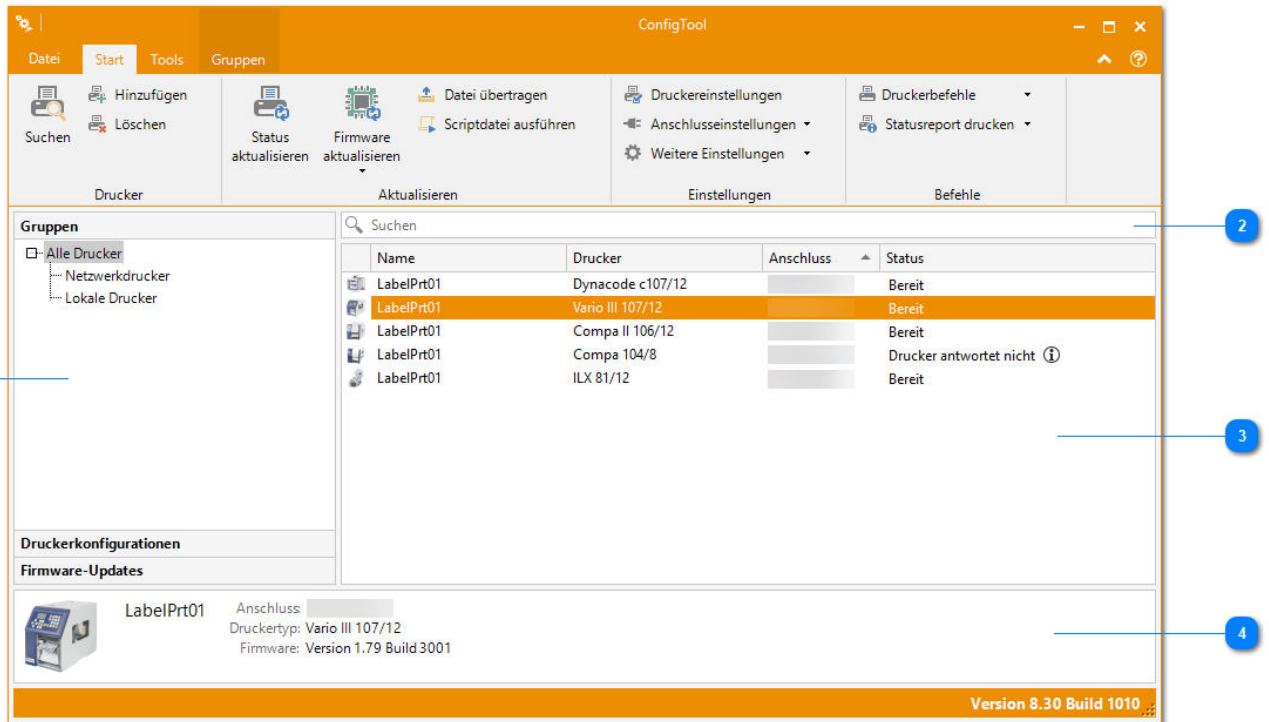 ConfigTool
Datei Start Tools Gruppen
Suchen
Hinzufügen
Löschen
Drucker
Status aktualisieren
Firmware aktualisieren
Datei übertragen
Scriptdatei ausführen
Aktualisieren
Druckereinstellungen
Anschlusseinstellungen
Weitere Einstellungen
Einstellungen
Druckerbefehle
Statusreport drucken
Befehle
Gruppen
Alle Drucker
Netzwerkdrucker
Lokale Drucker
Druckerkonfigurationen
Firmware-Updates
Suchen
2
Name Drucker Anschluss Status
LabelPrt01 Dynacode c107/12 Bereit
LabelPrt01 Vario III 107/12 Bereit
LabelPrt01 Compa II 106/12 Bereit
LabelPrt01 Compa 104/8 Drucker antwortet nicht
LabelPrt01 ILX 81/12 Bereit
3
LabelPrt01
Anschluss:
Druckertyp: Vario III 107/12
Firmware: Version 1.79 Build 3001
4
Version 8.30 Build 1010